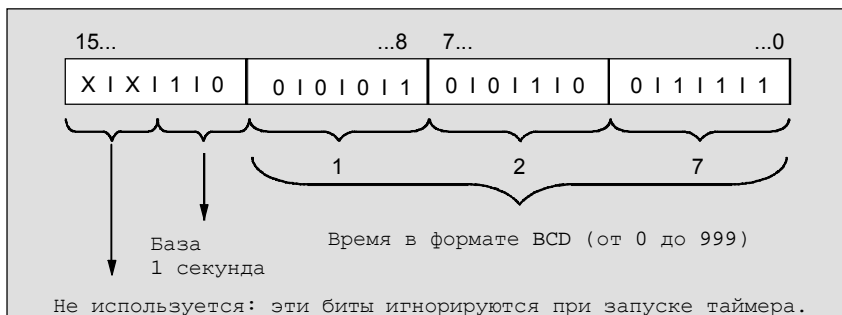 15... ...8 7... ...0
X I X I 1 I 0 0 I 0 I 0 I 1 0 I 0 I 1 I 0 0 I 1 I 1 I 1
1 2 7
База Время в формате BCD (от 0 до 999)
1 секунда
Не используется: эти биты игнорируются при запуске таймера.